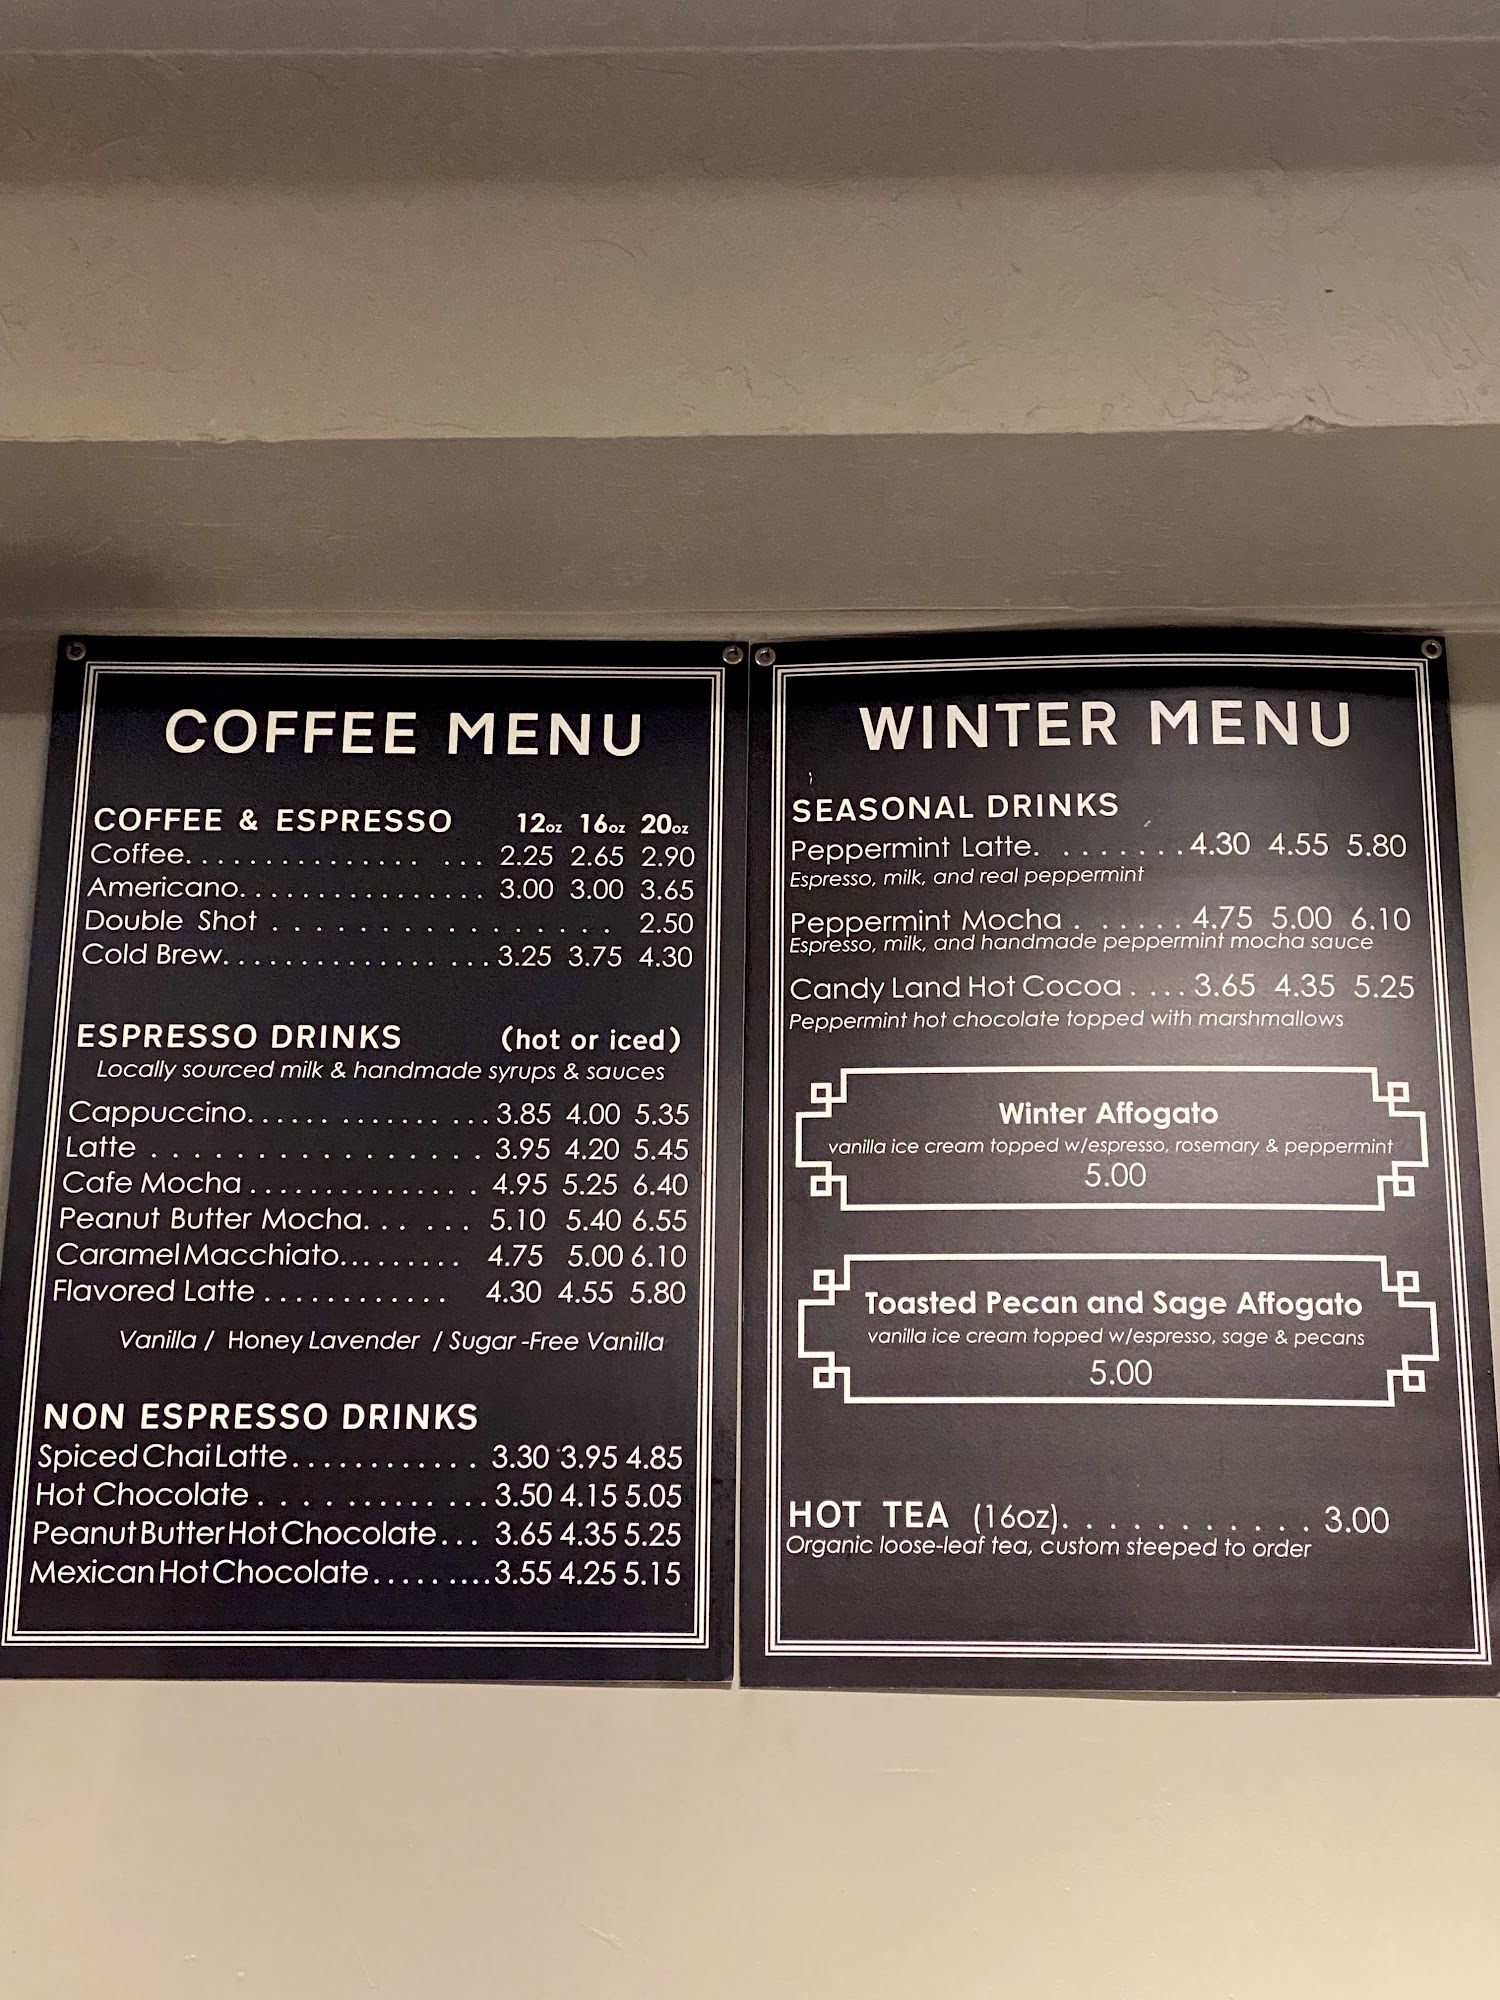 COFFEE MENU
COFFEE & ESPRESSO 12oz 16oz 20oz
Coffee. . . . . . . . . . . . . . . . . . . 2.25 2.65 2.90
Americano. . . . . . . . . . . . . . . . 3.00 3.00 3.65
Double Shot . . . . . . . . . . . . . . . . . . 2.50
Cold Brew. . . . . . . . . . . . . . . . . . 3.25 3.75 4.30
ESPRESSO DRINKS (hot or iced)
Locally sourced milk & handmade syrups & sauces
Cappuccino. . . . . . . . . . . . . . . . 3.85 4.00 5.35
Latte . . . . . . . . . . . . . . . . . . 3.95 4.20 5.45
Cafe Mocha . . . . . . . . . . . . . . . 4.95 5.25 6.40
Peanut Butter Mocha. . . . . . 5.10 5.40 6.55
Caramel Macchiato. . . . . . . . . 4.75 5.00 6.10
Flavored Latte . . . . . . . . . . . . 4.30 4.55 5.80
Vanilla / Honey Lavender / Sugar -Free Vanilla
NON ESPRESSO DRINKS
Spiced Chai Latte. . . . . . . . . . . . 3.30 3.95 4.85
Hot Chocolate . . . . . . . . . . . . . 3.50 4.15 5.05
Peanut Butter Hot Chocolate. . . 3.65 4.35 5.25
Mexican Hot Chocolate. . . . . . . . . 3.55 4.25 5.15
WINTER MENU
SEASONAL DRINKS
Peppermint Latte. . . . . . . . 4.30 4.55 5.80
Espresso, milk, and real peppermint
Peppermint Mocha . . . . . . 4.75 5.00 6.10
Espresso, milk, and handmade peppermint mocha sauce
Candy Land Hot Cocoa . . . . 3.65 4.35 5.25
Peppermint hot chocolate topped with marshmallows
Winter Affogato
vanilla ice cream topped w/espresso, rosemary & peppermint
5.00
Toasted Pecan and Sage Affogato
vanilla ice cream topped w/espresso, sage & pecans
5.00
HOT TEA (16oz). . . . . . . . . . . 3.00
Organic loose-leaf tea, custom steeped to order